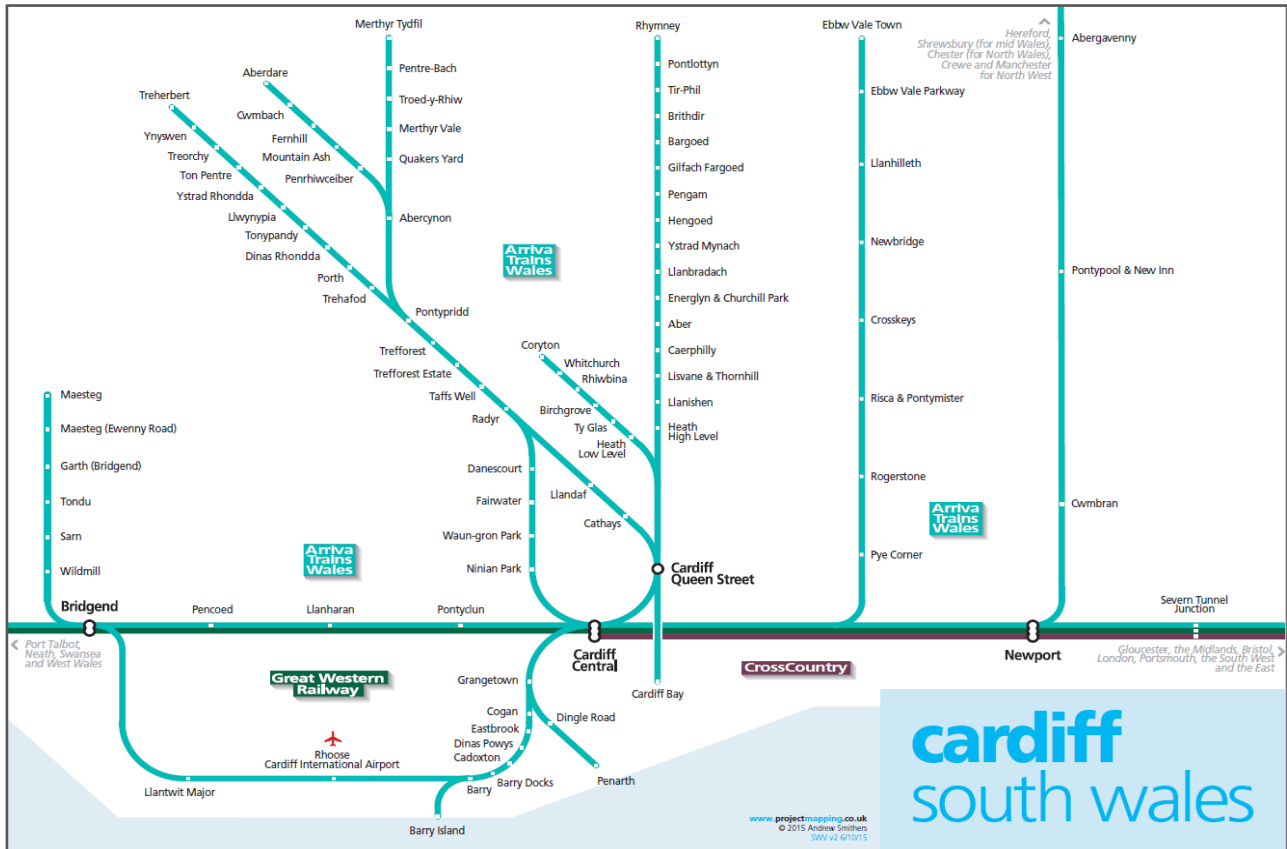 Merthyr Tydfil
Pentre-Bach
Troed-y-Rhiw
Merthyr Vale
Quakers Yard
Abercynon
Aberdare
Cwmbach
Fernhill
Mountain Ash
Penrhiwceiber
Treherbert
Ynyswen
Treorchy
Ton Pentre
Ystrad Rhondda
Llwynypia
Tonypandy
Dinas Rhondda
Porth
Trehafod
Pontypridd
Trefforest
Trefforest Estate
Taffs Well
Radyr
Danescourt
Fairwater
Waun-gron Park
Ninian Park
Llandaf
Cathays
Coryton
Whitchurch
Rhiwbina
Birchgrove
Ty Glas
Heath
Low Level
Rhymney
Pontlottyn
Tir-Phil
Brithdir
Bargoed
Gilfach Fargoed
Pengam
Hengoed
Ystrad Mynach
Llanbradach
Energlyn & Churchill Park
Aber
Caerphilly
Lisvane & Thornhill
Llanishen
Heath
High Level
Cardiff
Queen Street
Ebbw Vale Town
Ebbw Vale Parkway
Llanhilleth
Newbridge
Crosskeys
Risca & Pontymister
Rogerstone
Pye Corner
Hereford,
Shrewsbury (for mid Wales),
Chester (for North Wales),
Crewe and Manchester
for North West
Abergavenny
Pontypool & New Inn
Cwmbran
Arriva
Trains
Wales
Arriva
Trains
Wales
Arriva
Trains
Wales
Maesteg
Maesteg (Ewenny Road)
Garth (Bridgend)
Tondu
Sarn
Wildmill
Bridgend
Pencoed
Llanharan
Pontyclun
Cardiff
Central
Newport
Severn Tunnel
Junction
Port Talbot,
Neath, Swansea
and West Wales
Gloucester, the Midlands, Bristol,
London, Portsmouth, the South West
and the East
Great Western
Railway
CrossCountry
Grangetown
Cogan
Eastbrook
Dinas Powys
Cadoxton
Barry Docks
Barry
Barry Island
Dingle Road
Penarth
Cardiff Bay
Rhoose
Cardiff International Airport
Llantwit Major
www.projectmapping.co.uk
© 2015 Andrew Smithers
SWV v2 6/10/15
cardiff
south wales